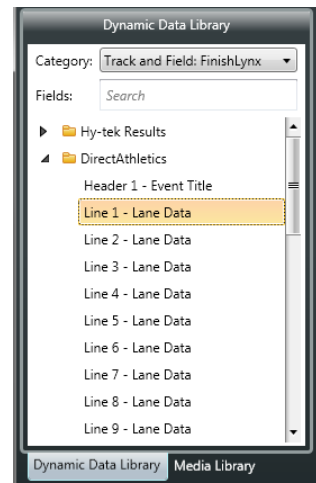 Dynamic Data Library
Category: Track and Field: FinishLynx
Fields: Search
Hy-tek Results
DirectAthletics
Header 1 - Event Title
Line 1 - Lane Data
Line 2 - Lane Data
Line 3 - Lane Data
Line 4 - Lane Data
Line 5 - Lane Data
Line 6 - Lane Data
Line 7 - Lane Data
Line 8 - Lane Data
Line 9 - Lane Data
Dynamic Data Library Media Library